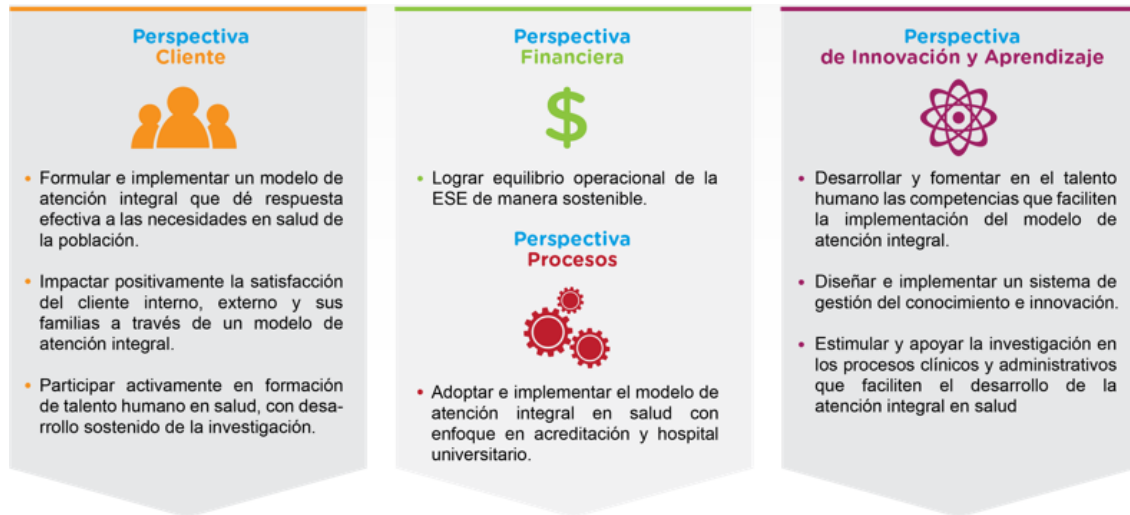 Perspectiva
Cliente
• Formular e implementar un modelo de
atención integral que dé respuesta
efectiva a las necesidades en salud de
la población.
• Impactar positivamente la satisfacción
del cliente interno, externo y sus
familias a través de un modelo de
atención integral.
• Participar activamente en formación
de talento humano en salud, con desa-
rrollo sostenido de la investigación.
Perspectiva
Financiera
$
• Lograr equilibrio operacional de la
ESE de manera sostenible.
Perspectiva
Procesos
• Adoptar e implementar el modelo de
atención integral en salud con
enfoque en acreditación y hospital
universitario.
Perspectiva
de Innovación y Aprendizaje
• Desarrollar y fomentar en el talento
humano las competencias que faciliten
la implementación del modelo de
atención integral.
• Diseñar e implementar un sistema de
gestión del conocimiento e innovación.
• Estimular y apoyar la investigación en
los procesos clínicos y administrativos
que faciliten el desarrollo de la
atención integral en salud